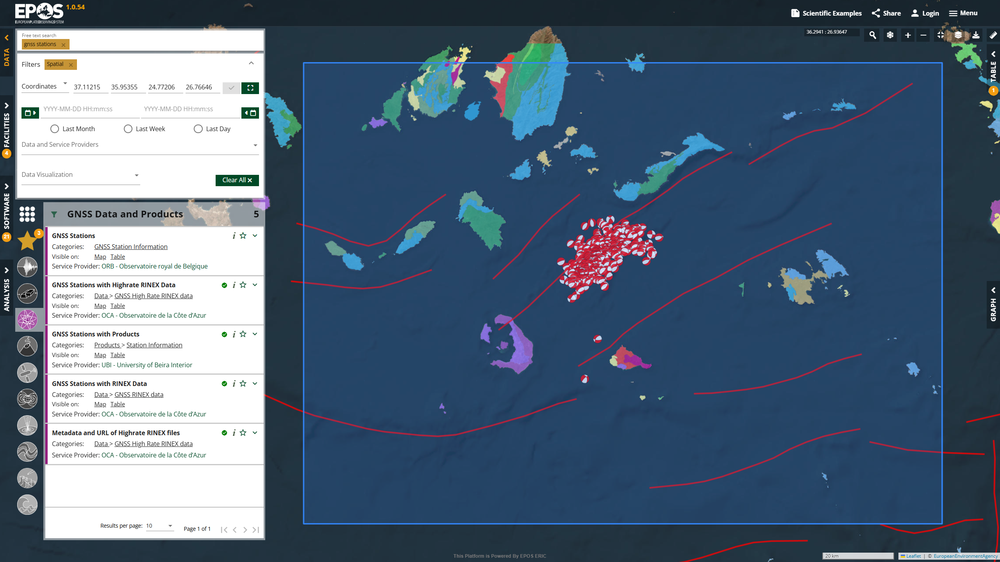 EPOS 1.0.54
EUROPEANPLATEOBSERVINGSYSTEM
Scientific Examples
Share
Login
Menu
36.2941 : 26.93647
DATA
FACILITIES
4
SOFTWARE
21
ANALYSIS
TABLE
1
GRAPH
Free text search
gnss stations
Filters
Spatial
Coordinates
37.11215
35.95355
24.77206
26.76646
YYYY-MM-DD HH:mm:ss
YYYY-MM-DD HH:mm:ss
Last Month
Last Week
Last Day
Data and Service Providers
Data Visualization
Clear All
3
GNSS Data and Products 5
GNSS Stations
Categories: GNSS Station Information
Visible on: Map Table
Service Provider: ORB - Observatoire royal de Belgique
GNSS Stations with Highrate RINEX Data
Categories: Data > GNSS High Rate RINEX data
Visible on: Map Table
Service Provider: OCA - Observatoire de la Côte d’Azur
GNSS Stations with Products
Categories: Products > Station Information
Visible on: Map Table
Service Provider: UBI - University of Beira Interior
GNSS Stations with RINEX Data
Categories: Data > GNSS RINEX data
Visible on: Map Table
Service Provider: OCA - Observatoire de la Côte d’Azur
Metadata and URL of Highrate RINEX files
Categories: Data > GNSS High Rate RINEX data
Service Provider: OCA - Observatoire de la Côte d’Azur
Results per page: 10
Page 1 of 1
This Platform is Powered By EPOS ERIC
20 km
Leaflet | © EuropeanEnvironmentAgency